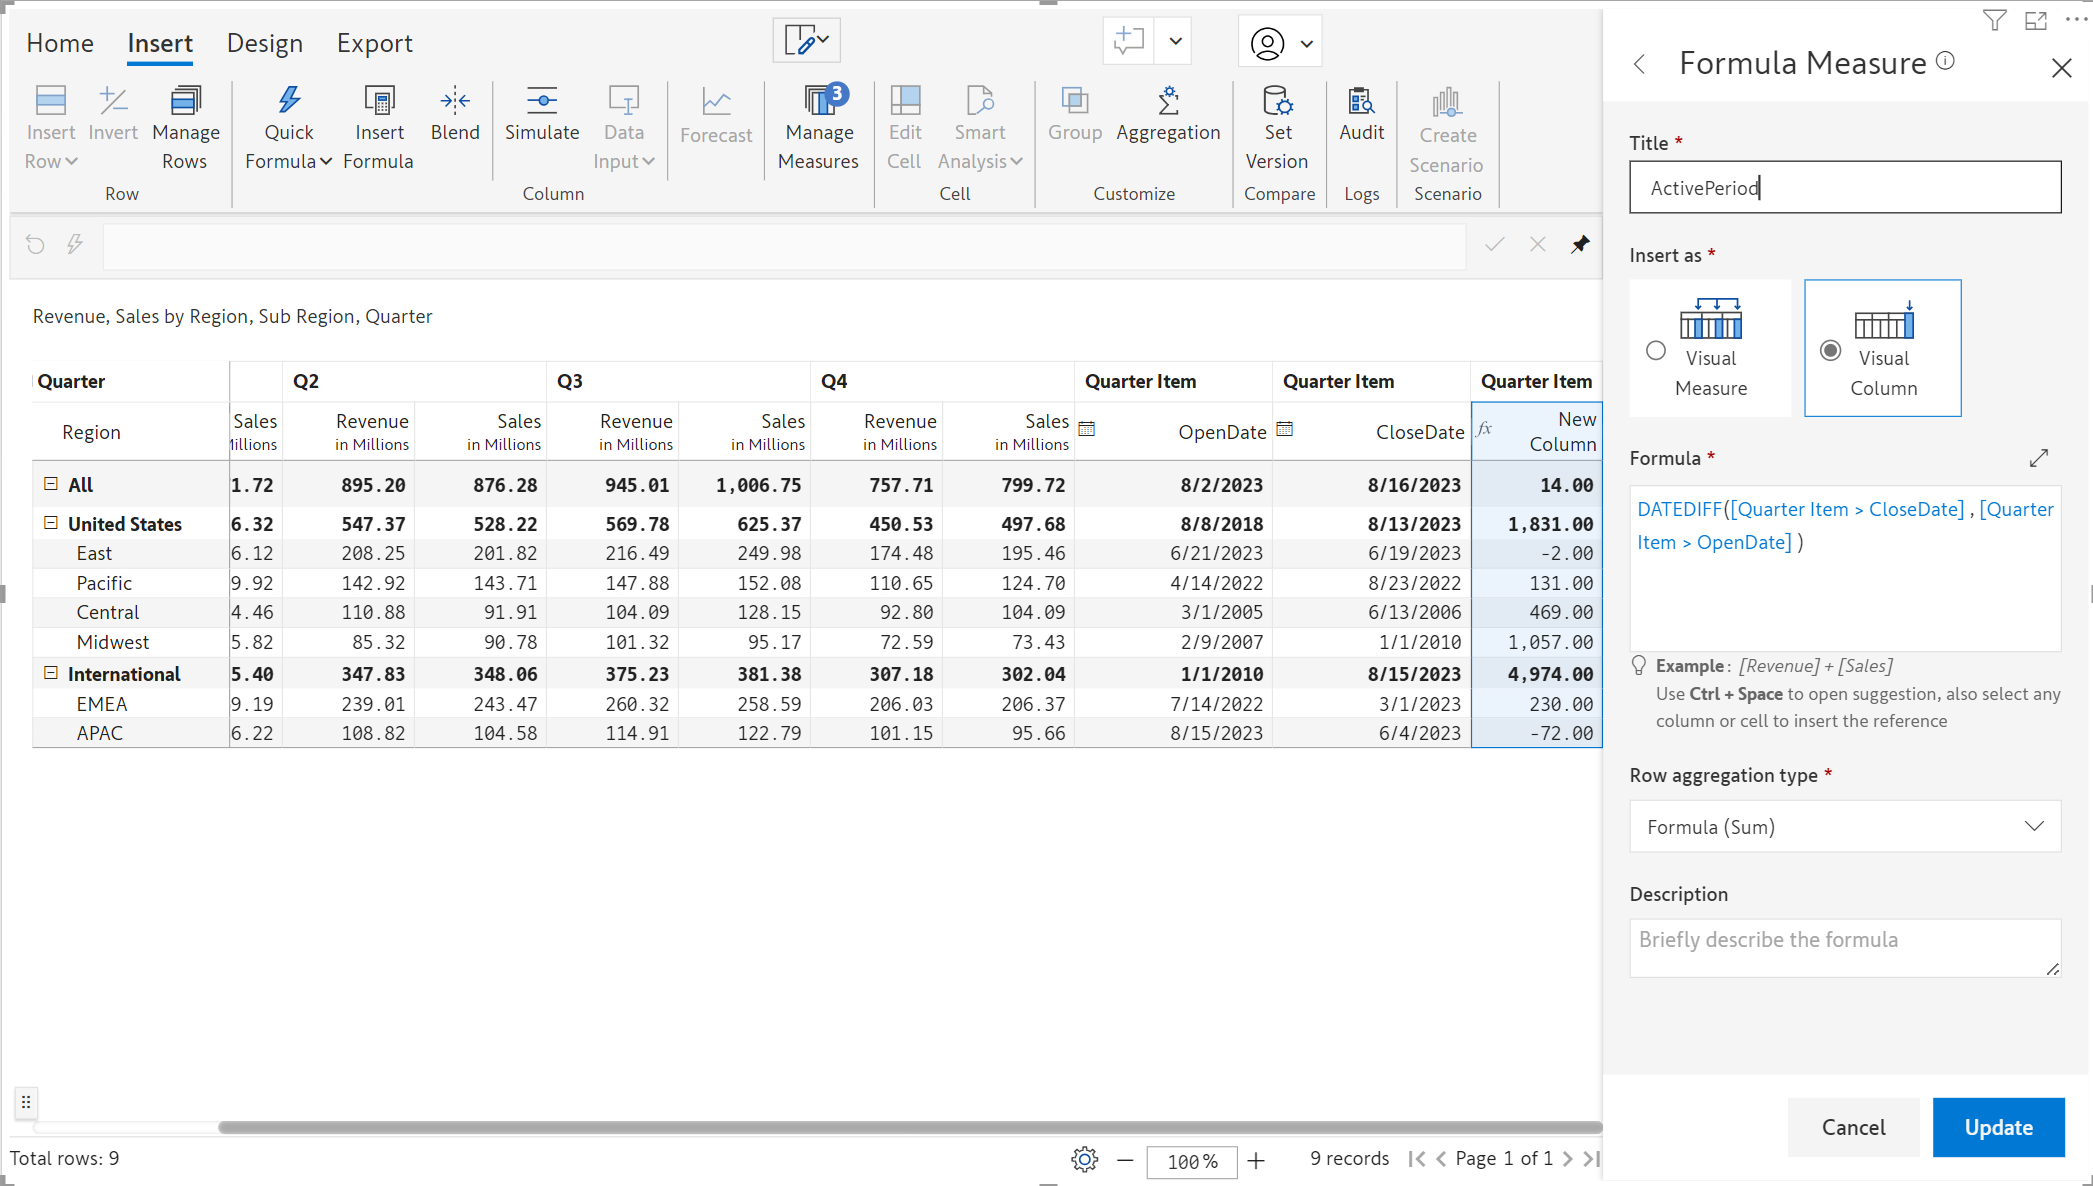 Home Insert Design Export
Insert Row Invert Manage Rows Quick Formula Insert Formula Blend Simulate Data Input Forecast Manage Measures 3 Edit Cell Smart Analysis Group Aggregation Set Version Audit Create Scenario
Row Column Cell Customize Compare Logs Scenario
Revenue, Sales by Region, Sub Region, Quarter
Quarter Q2 Q3 Q4 Quarter Item Quarter Item Quarter Item
Region Sales Revenue Sales Revenue Sales Revenue Sales OpenDate CloseDate fx New Column
Millions in Millions in Millions in Millions in Millions in Millions in Millions
All 1.72 895.20 876.28 945.01 1,006.75 757.71 799.72 8/2/2023 8/16/2023 14.00
United States 6.32 547.37 528.22 569.78 625.37 450.53 497.68 8/8/2018 8/13/2023 1,831.00
East 6.12 208.25 201.82 216.49 249.98 174.48 195.46 6/21/2023 6/19/2023 -2.00
Pacific 9.92 142.92 143.71 147.88 152.08 110.65 124.70 4/14/2022 8/23/2022 131.00
Central 4.46 110.88 91.91 104.09 128.15 92.80 104.09 3/1/2005 6/13/2006 469.00
Midwest 5.82 85.32 90.78 101.32 95.17 72.59 73.43 2/9/2007 1/1/2010 1,057.00
International 5.40 347.83 348.06 375.23 381.38 307.18 302.04 1/1/2010 8/15/2023 4,974.00
EMEA 9.19 239.01 243.47 260.32 258.59 206.03 206.37 7/14/2022 3/1/2023 230.00
APAC 6.22 108.82 104.58 114.91 122.79 101.15 95.66 8/15/2023 6/4/2023 -72.00
Total rows: 9
100%
9 records
Page 1 of 1
Formula Measure
Title *
ActivePeriod
Insert as *
Visual Measure
Visual Column
Formula *
DATEDIFF([Quarter Item > CloseDate] , [Quarter
Item > OpenDate] )
Example : [Revenue] + [Sales]
Use Ctrl + Space to open suggestion, also select any
column or cell to insert the reference
Row aggregation type *
Formula (Sum)
Description
Briefly describe the formula
Cancel Update